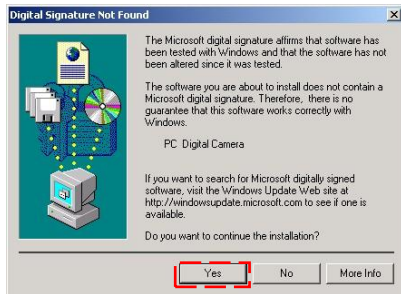 Digital Signature Not Found
The Microsoft digital signature affirms that software has
been tested with Windows and that the software has not
been altered since it was tested.
The software you are about to install does not contain a
Microsoft digital signature. Therefore, there is no
guarantee that this software works correctly with
Windows.
PC Digital Camera
If you want to search for Microsoft digitally signed
software, visit the Windows Update Web site at
http://windowsupdate.microsoft.com to see if one is
available.
Do you want to continue the installation?
Yes No More Info